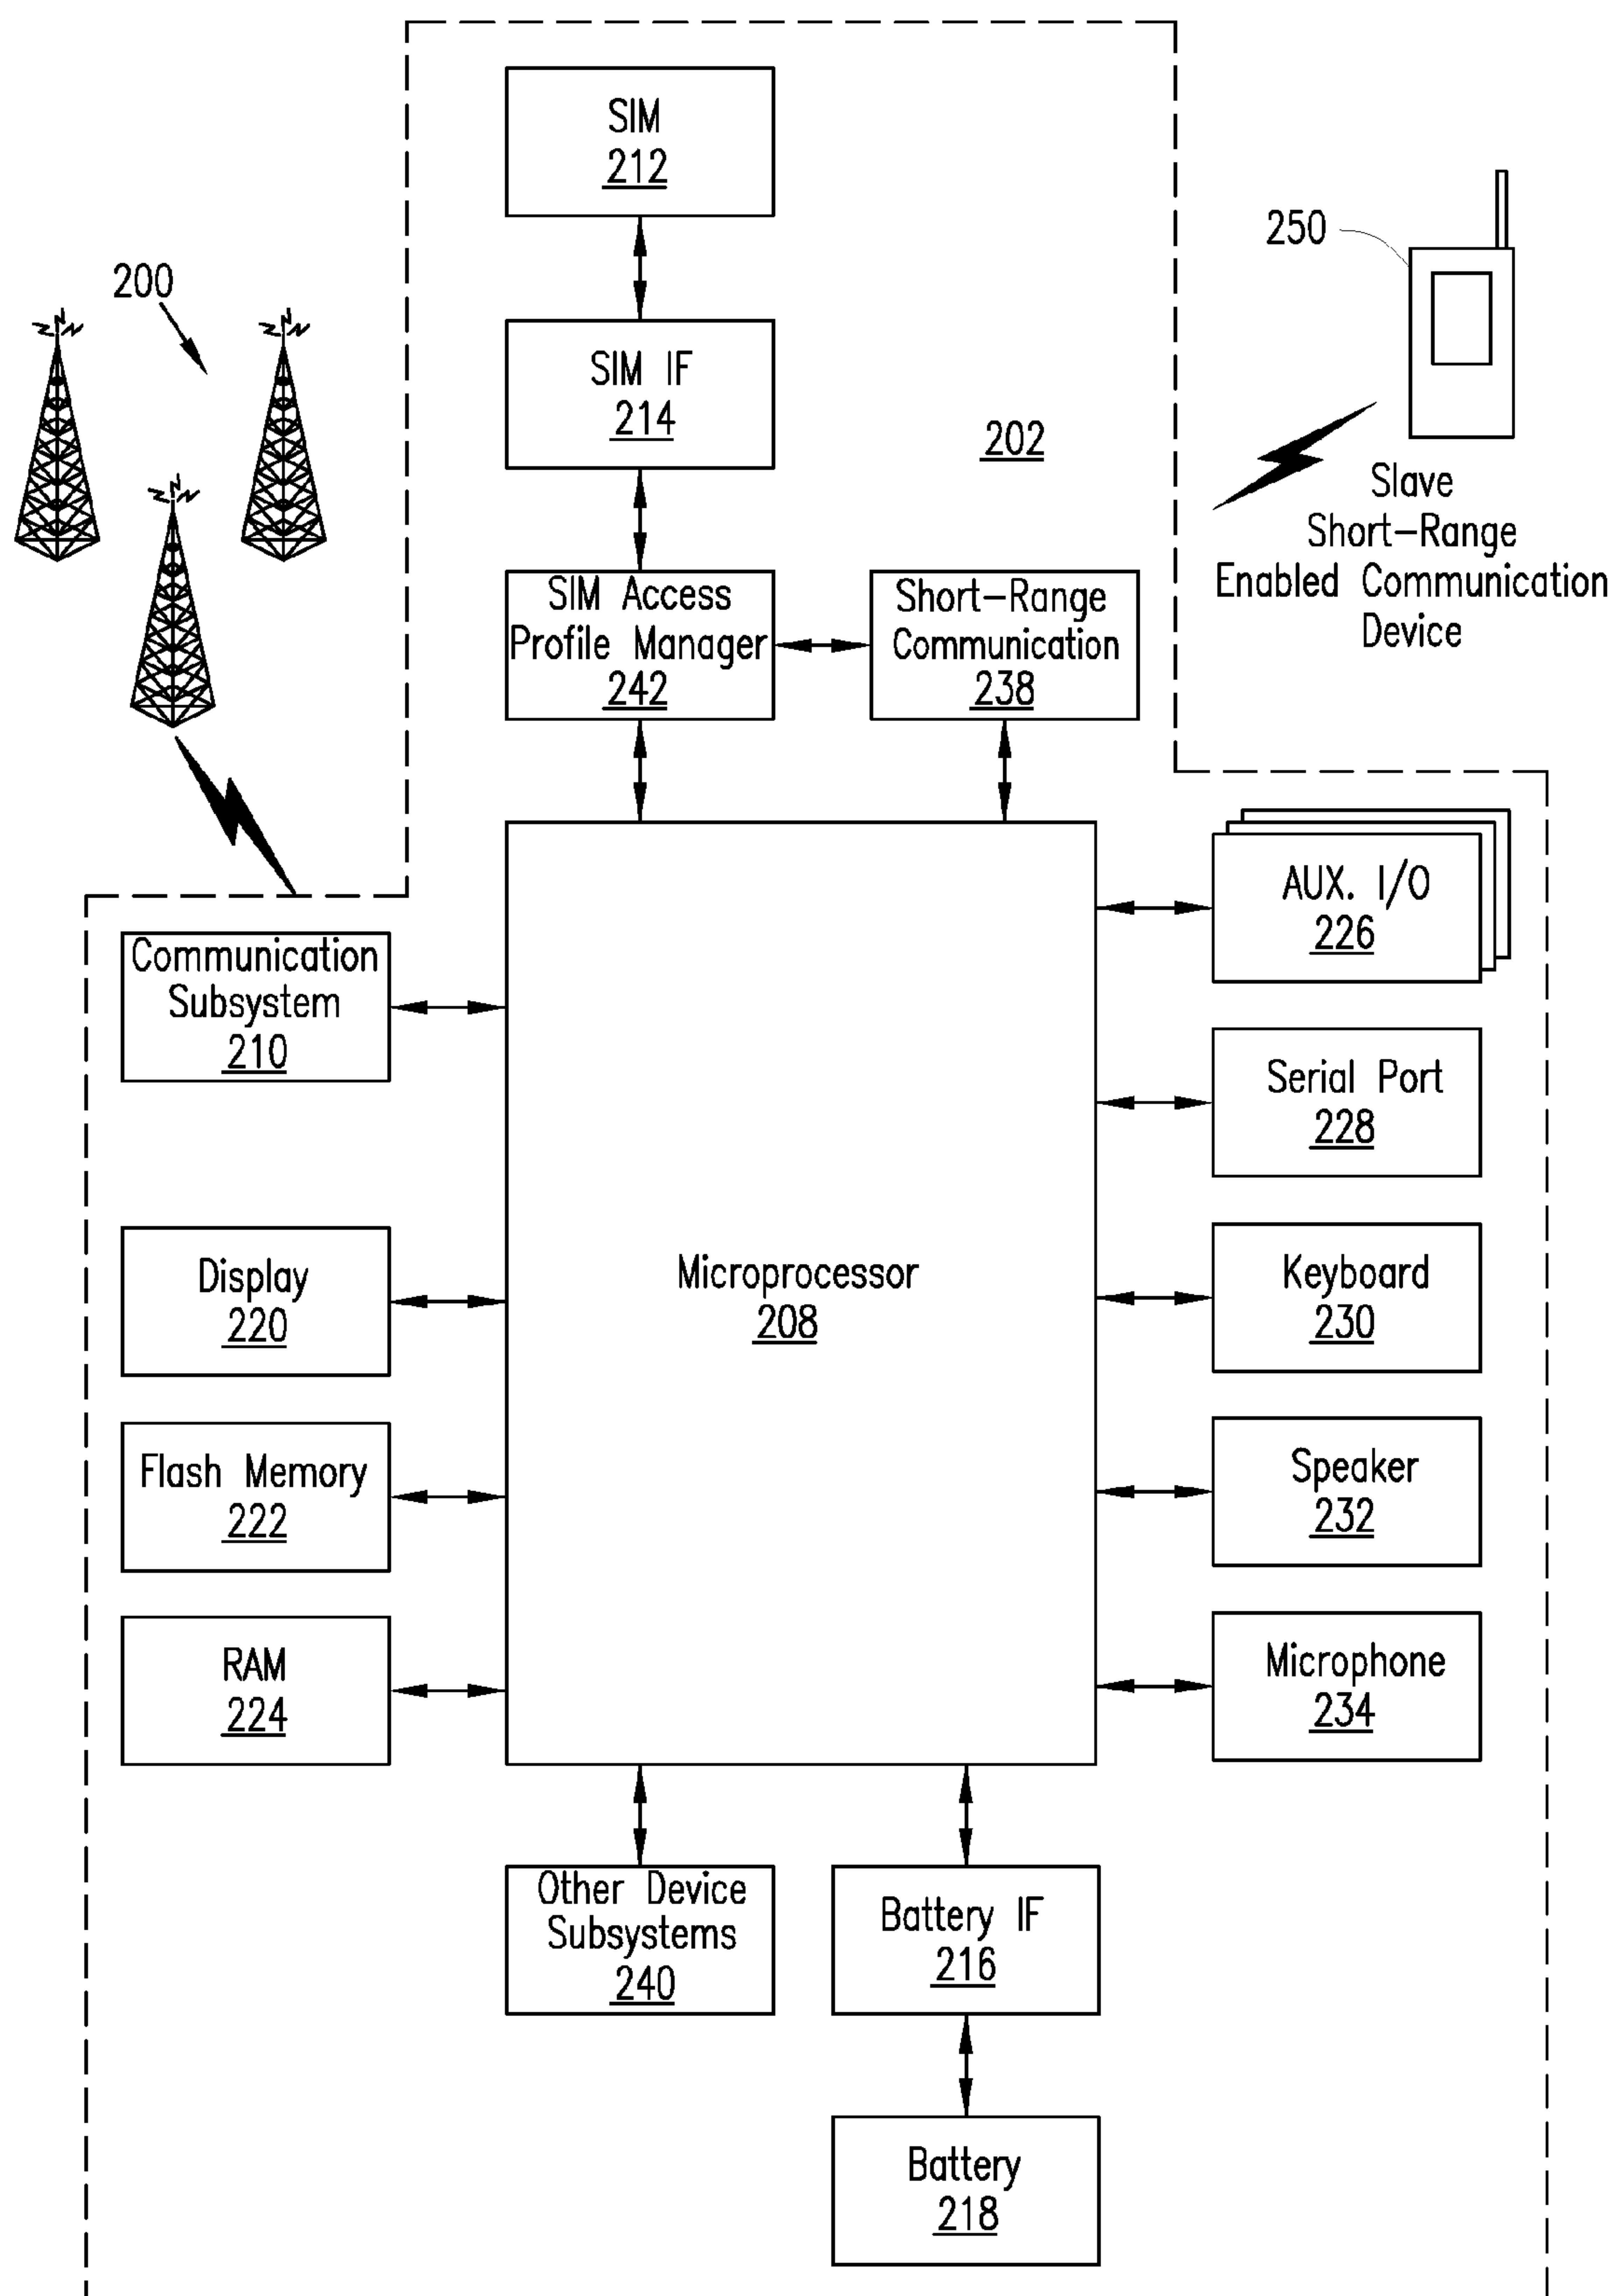 SIM
212
250
200
SIM IF
214
202
Slave
Short-Range
Enabled Communication
Device
SIM Access
Profile Manager
242
Short-Range
Communication
238
AUX. I/O
226
Communication
Subsystem
210
Serial Port
228
Display
220
Microprocessor
208
Keyboard
230
Flash Memory
222
Speaker
232
RAM
224
Microphone
234
Other Device
Subsystems
240
Battery IF
216
Battery
218